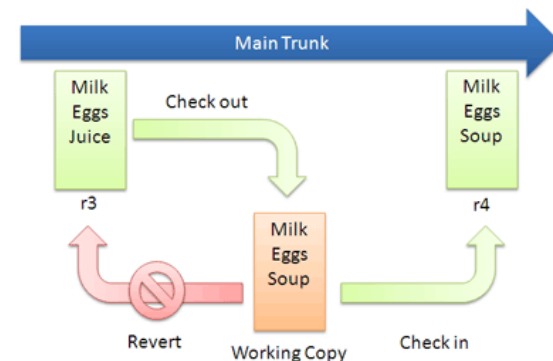 Main Trunk
Milk
Eggs
Juice
r3
Check out
Milk
Eggs
Soup
r4
Milk
Eggs
Soup
Working Copy
Revert
Check in